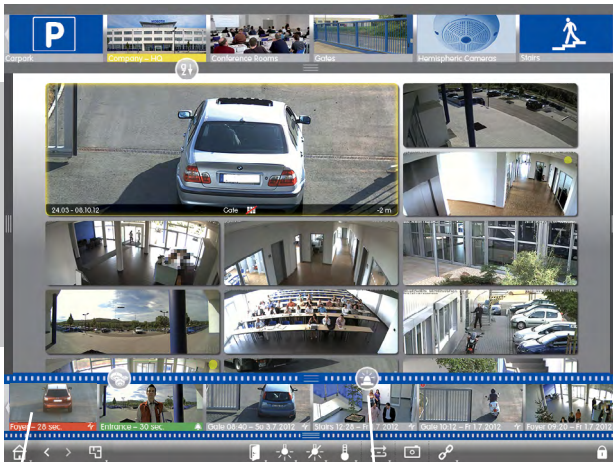 P
Carpark
Company – HQ
Conference Rooms
Gates
Hemispheric Cameras
Stairs
24.03 - 08.10.12
Gate
-2 m
Foyer – 28 sec.
Entrance – 30 sec.
Gate 08:40 – Sa 3.7.2012
Stairs 12:28 – Fr 1.7.2012
Gate 10:12 – Fr 1.7.2012
Foyer 09:20 – Fr 1.7.2012